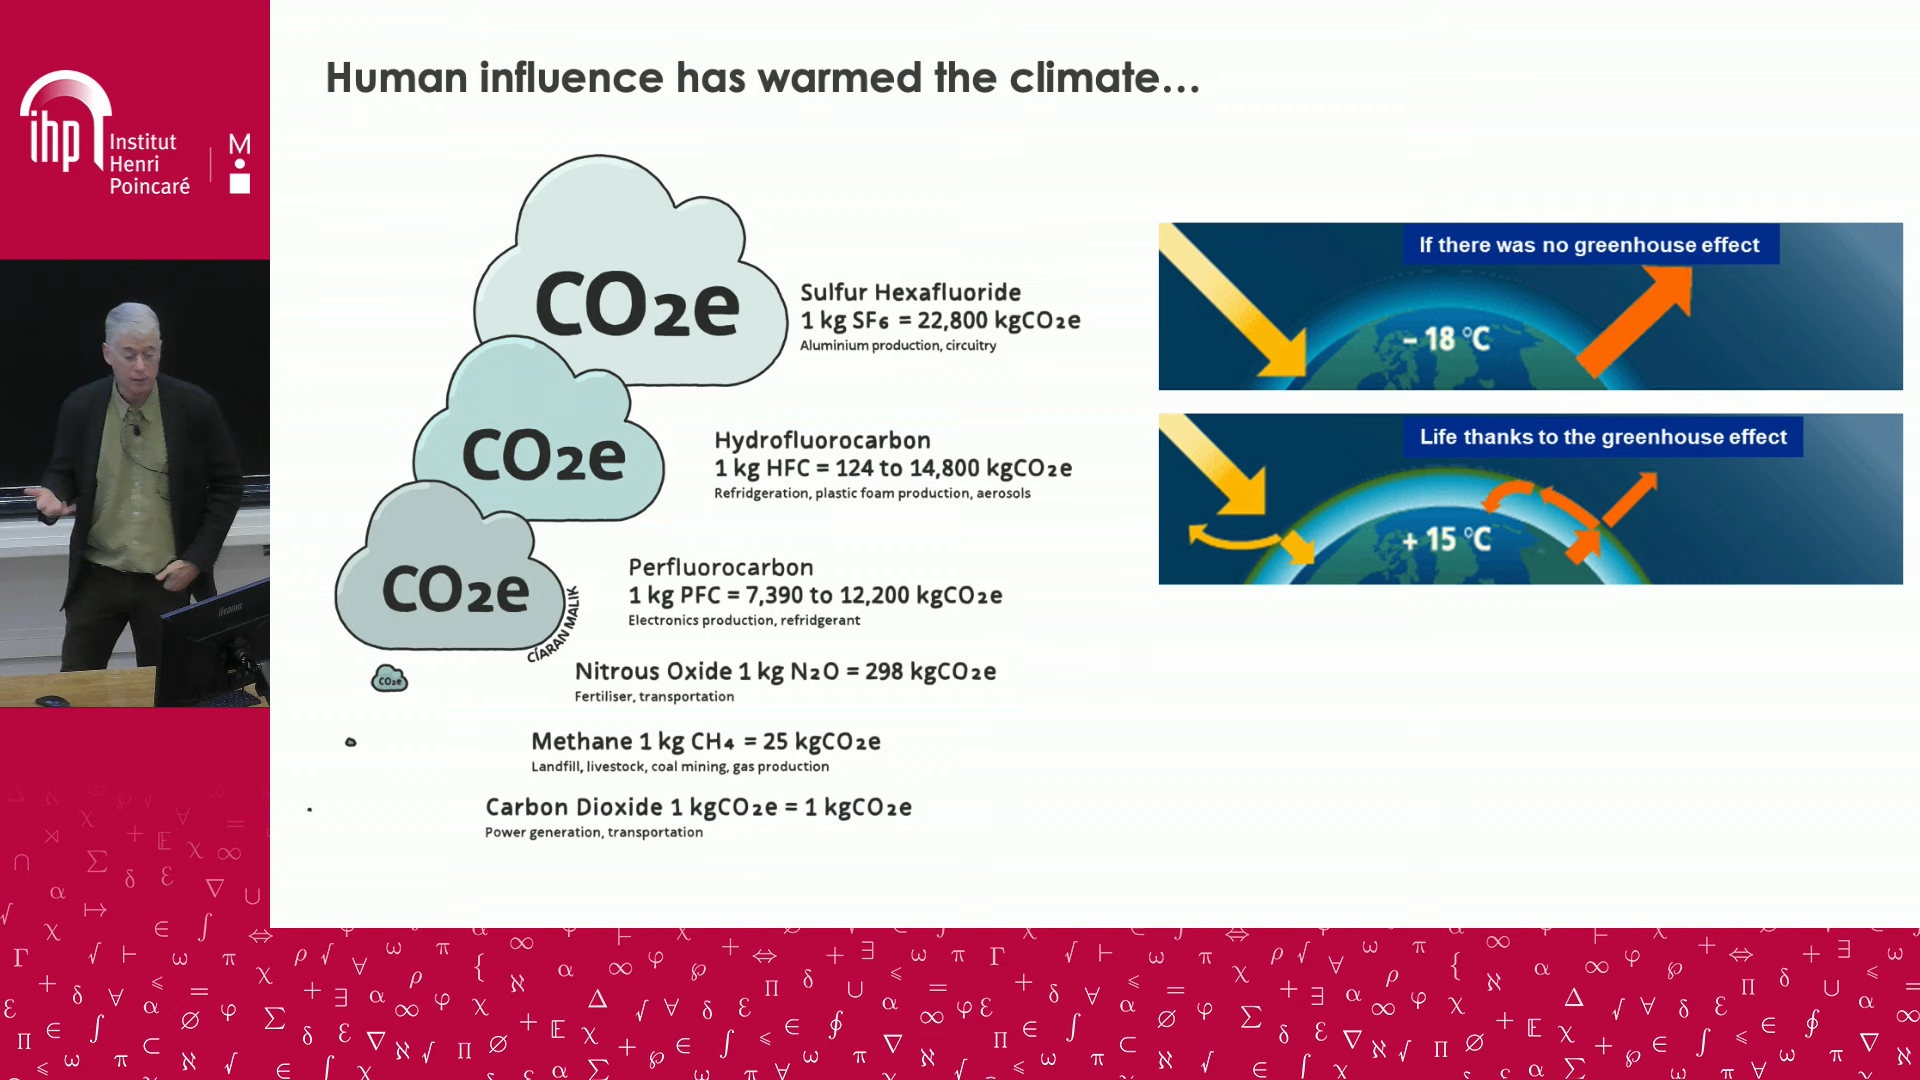 Human influence has warmed the climate...
ihp
Institut
Henri
Poincaré
M
CO₂e
Sulfur Hexafluoride
1 kg SF₆ = 22,800 kgCO₂e
Aluminium production, circuitry
CO₂e
Hydrofluorocarbon
1 kg HFC = 124 to 14,800 kgCO₂e
Refridgeration, plastic foam production, aerosols
CO₂e
CÍARAN MALIK
Perfluorocarbon
1 kg PFC = 7,390 to 12,200 kgCO₂e
Electronics production, refridgerant
CO₂e
Nitrous Oxide 1 kg N₂O = 298 kgCO₂e
Fertiliser, transportation
Methane 1 kg CH₄ = 25 kgCO₂e
Landfill, livestock, coal mining, gas production
Carbon Dioxide 1 kgCO₂e = 1 kgCO₂e
Power generation, transportation
If there was no greenhouse effect
- 18 °C
Life thanks to the greenhouse effect
+ 15 °C